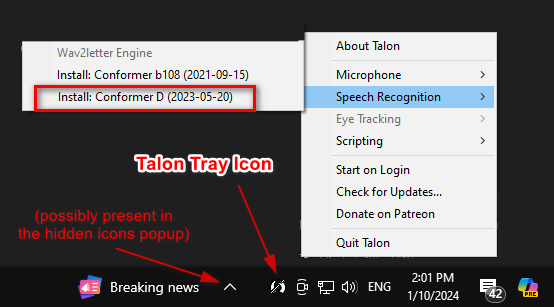 Wav2letter Engine
Install: Conformer b108 (2021-09-15)
Install: Conformer D (2023-05-20)
About Talon
Microphone
Speech Recognition
Eye Tracking
Scripting
Start on Login
Check for Updates...
Donate on Patreon
Quit Talon
Talon Tray Icon
(possibly present in
the hidden icons popup)
Breaking news
ENG
2:01 PM
1/10/2024
42
PRE